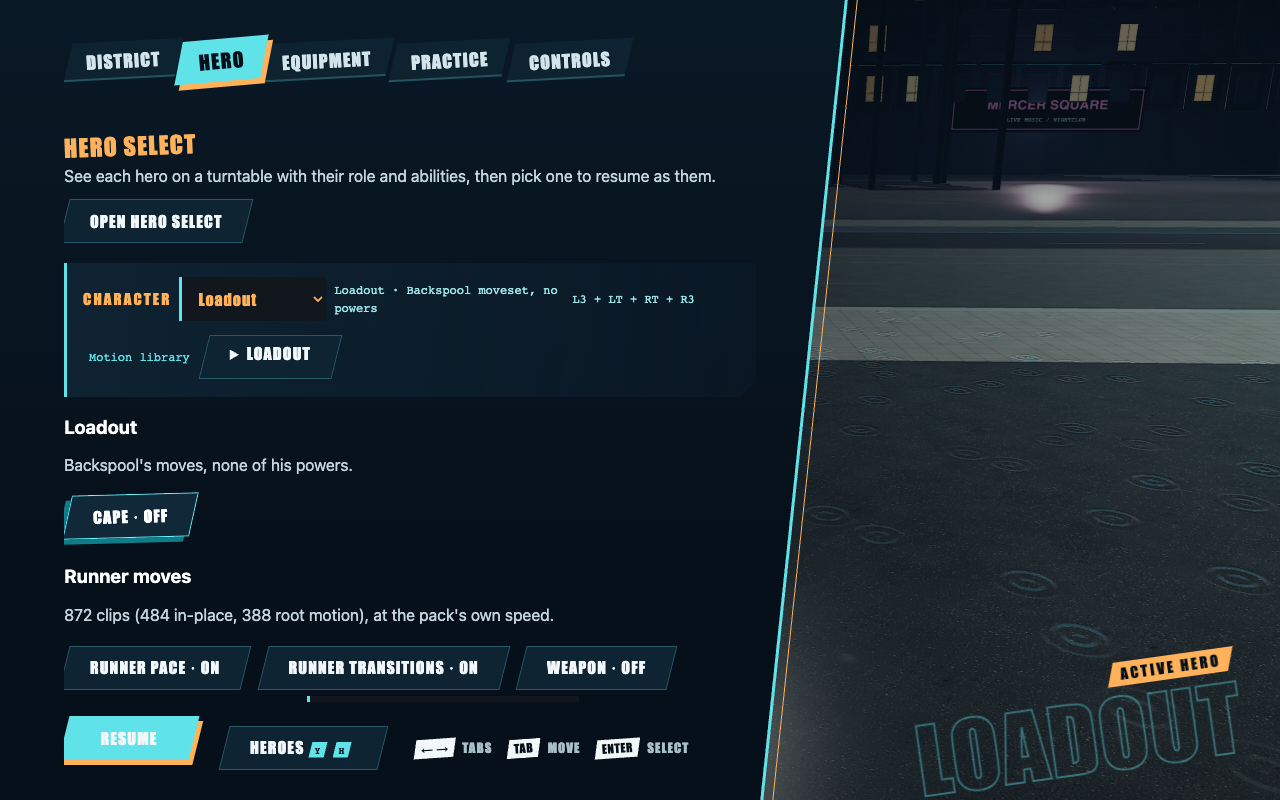 DISTRICT
HERO
EQUIPMENT
PRACTICE
CONTROLS
MERCER SQUARE
LIVE MUSIC / NIGHTCLUB
HERO SELECT
See each hero on a turntable with their role and abilities, then pick one to resume as them.
OPEN HERO SELECT
CHARACTER
Loadout
Loadout · Backspool moveset, no
powers
L3 + LT + RT + R3
Motion library
▶ LOADOUT
Loadout
Backspool's moves, none of his powers.
CAPE · OFF
Runner moves
872 clips (484 in-place, 388 root motion), at the pack's own speed.
RUNNER PACE · ON
RUNNER TRANSITIONS · ON
WEAPON · OFF
RESUME
HEROES Y H
←→ TABS
TAB MOVE
ENTER SELECT
ACTIVE HERO
LOADOUT